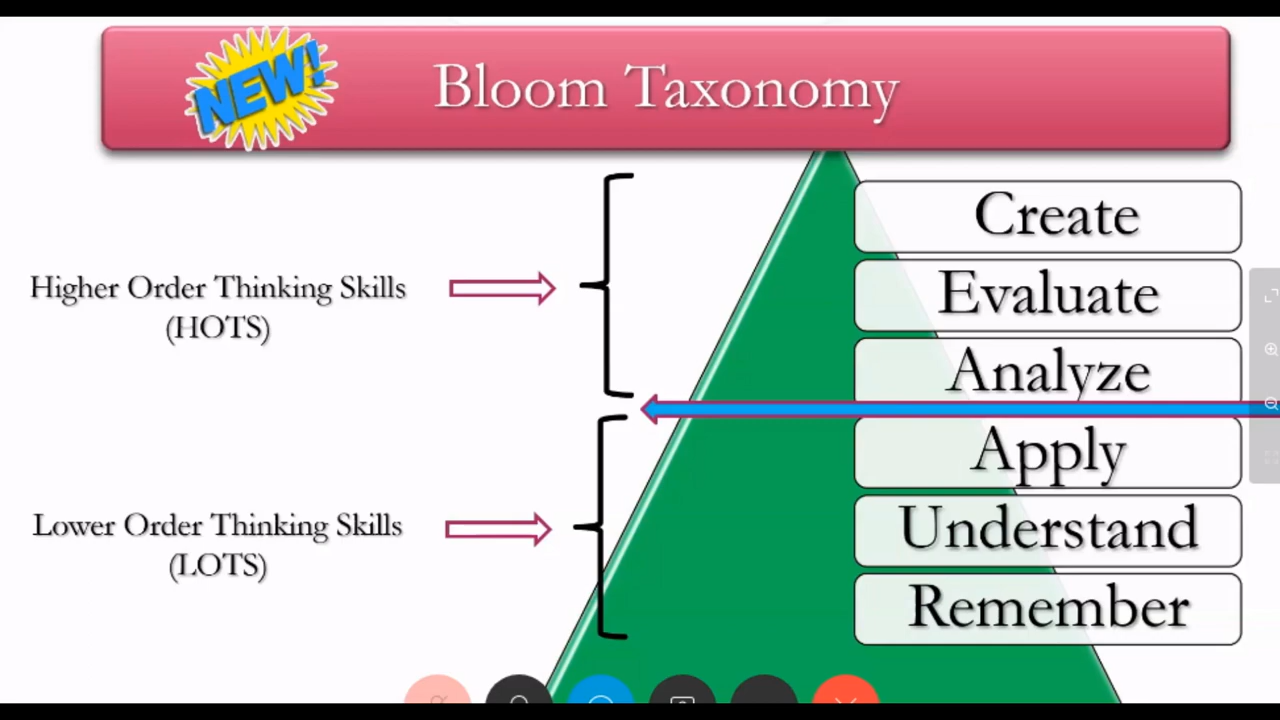 NEW!
Bloom Taxonomy
Create
Evaluate
Analyze
Apply
Understand
Remember
Higher Order Thinking Skills
(HOTS)
Lower Order Thinking Skills
(LOTS)